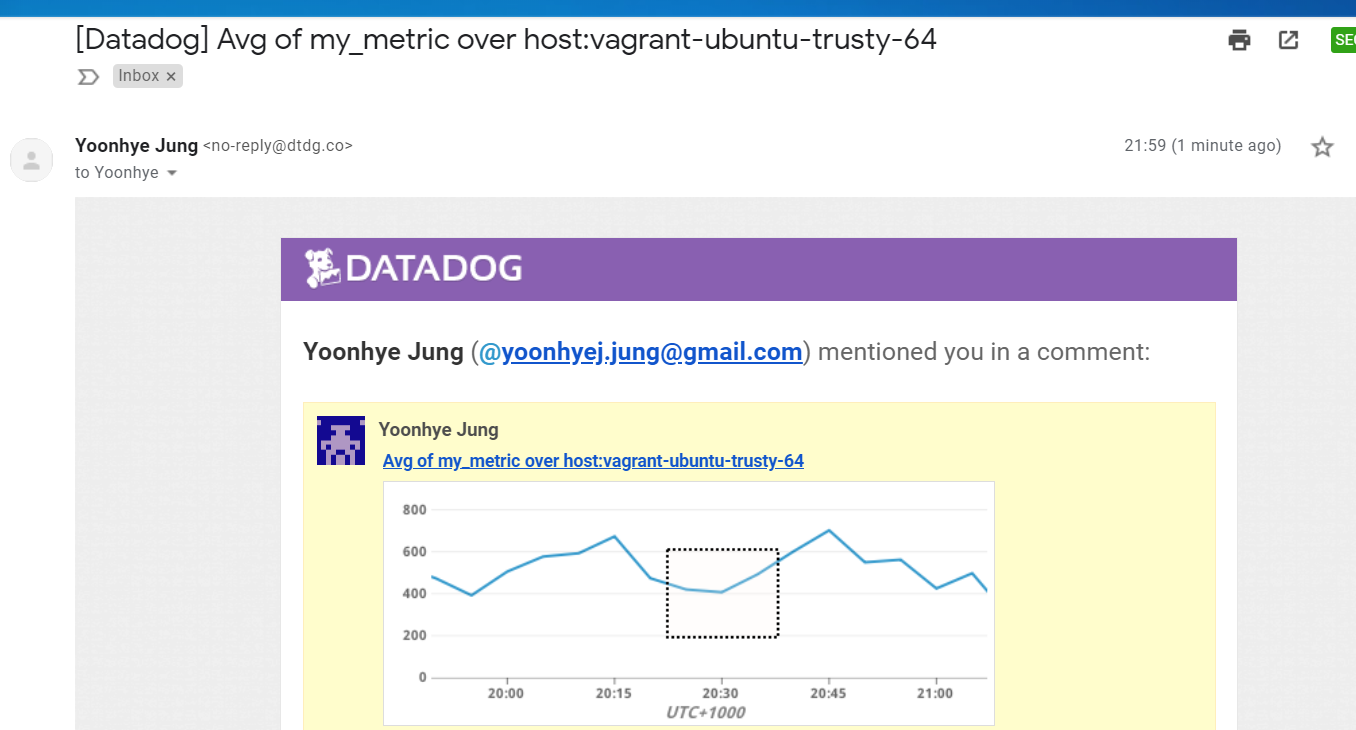 [Datadog] Avg of my_metric over host:vagrant-ubuntu-trusty-64
Inbox ×
Yoonhye Jung <no-reply@dtdg.co>
21:59 (1 minute ago)
to Yoonhye
DATADOG
Yoonhye Jung (@yoonhyej.jung@gmail.com) mentioned you in a comment:
Yoonhye Jung
Avg of my_metric over host:vagrant-ubuntu-trusty-64
800
600
400
200
0
20:00 20:15 20:30 20:45 21:00
UTC+1000